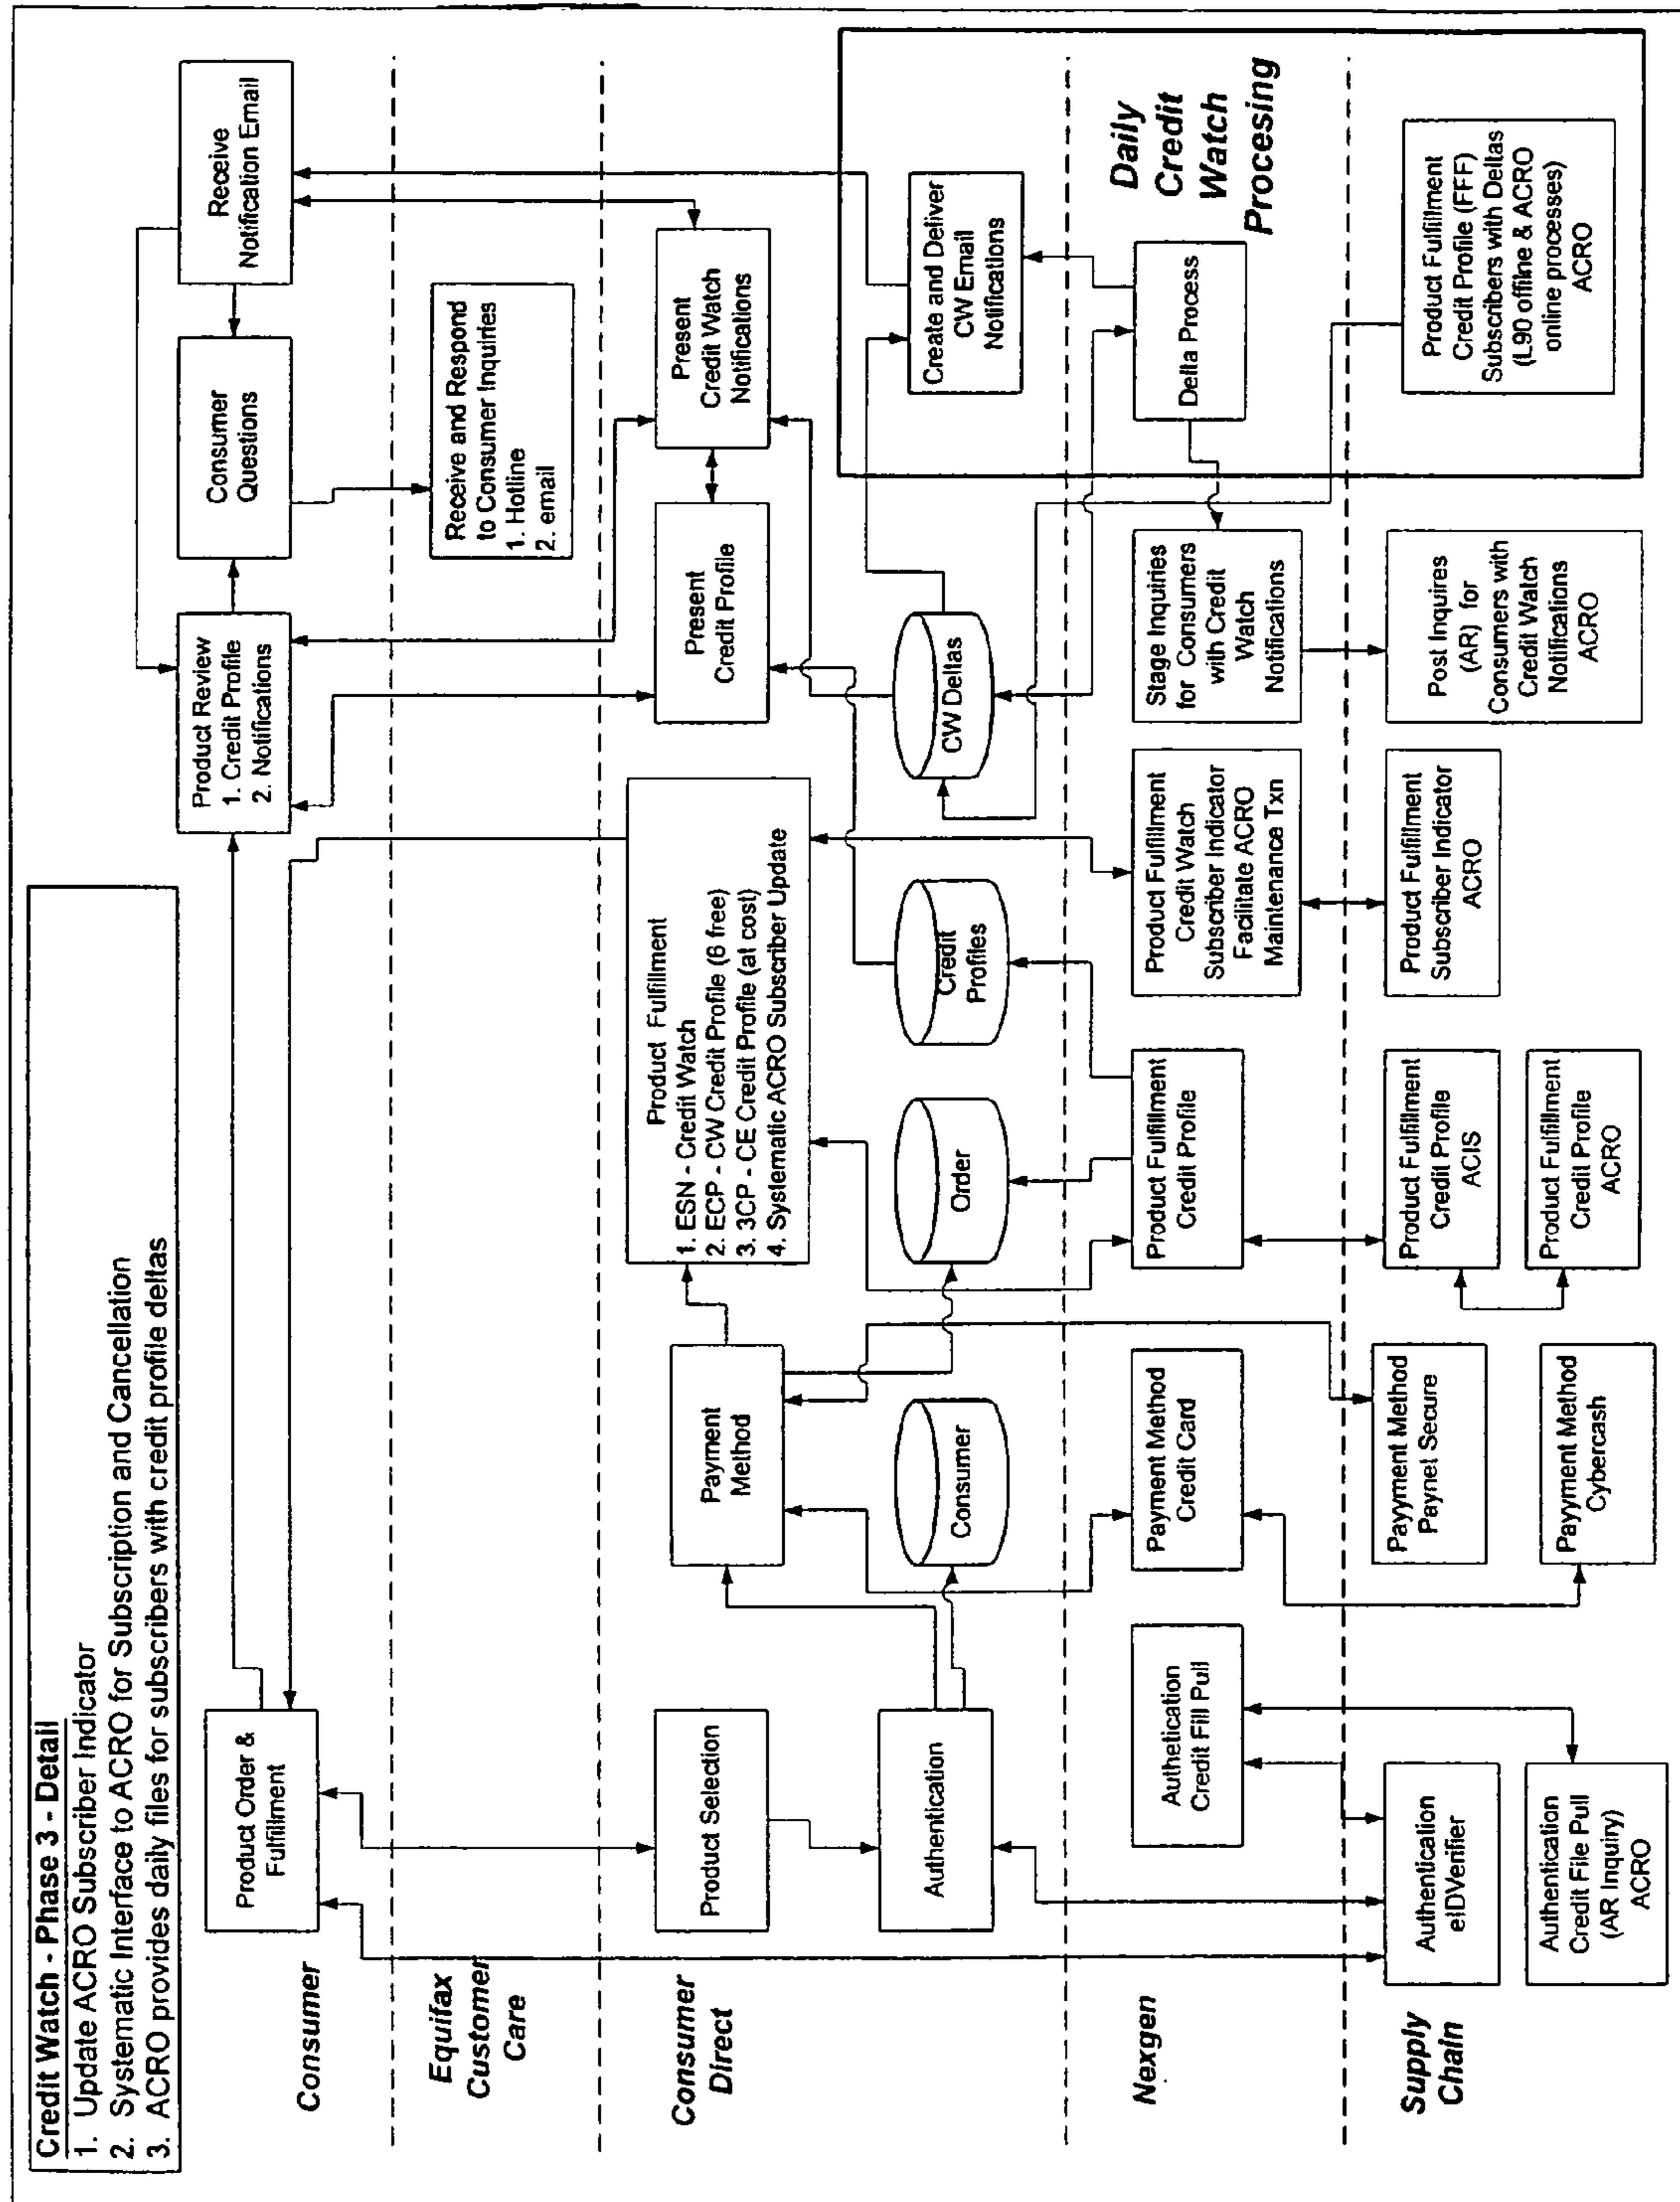 Credit Watch - Phase 3 - Detail
1. Update ACRO Subscriber Indicator
2. Systematic Interface to ACRO for Subscription and Cancellation
3. ACRO provides daily files for subscribers with credit profile deltas
Consumer
Product Order &
Fulfillment
Product Review
1. Credit Profile
2. Notifications
Consumer
Questions
Receive
Notification Email
Equifax
Customer
Care
Receive and Respond
to Consumer Inquiries
1. Hotline
2. email
Consumer
Direct
Product Selection
Authentication
Payment
Method
Consumer
Product Fulfillment
1. ESN - Credit Watch
2. ECP - CW Credit Profile (6 free)
3. 3CP - CE Credit Profile (at cost)
4. Systematic ACRO Subscriber Update
Order
Credit
Profiles
Present
Credit Profile
CW Deltas
Present
Credit Watch
Notifications
Create and Deliver
CW Email
Notifications
Nexgen
Authetication
Credit Fill Pull
Payment Method
Credit Card
Product Fulfillment
Credit Profile
Product Fulfillment
Credit Watch
Subscriber Indicator
Facilitate ACRO
Maintenance Txn
Stage Inquiries
for Consumers
with Credit
Watch
Notifications
Delta Process
Daily
Credit
Watch
Procesing
Supply
Chain
Authentication
eIDVerifier
Authentication
Credit File Pull
(AR Inquiry)
ACRO
Payyment Method
Paynet Secure
Payyment Method
Cybercash
Product Fulfillment
Credit Profile
ACIS
Product Fulfillment
Credit Profile
ACRO
Product Fulfillment
Subscriber Indicator
ACRO
Post Inquires
(AR) for
Consumers with
Credit Watch
Notifications
ACRO
Product Fulfillment
Credit Profile (FFF)
Subscribers with Deltas
(L90 offline & ACRO
online processes)
ACRO